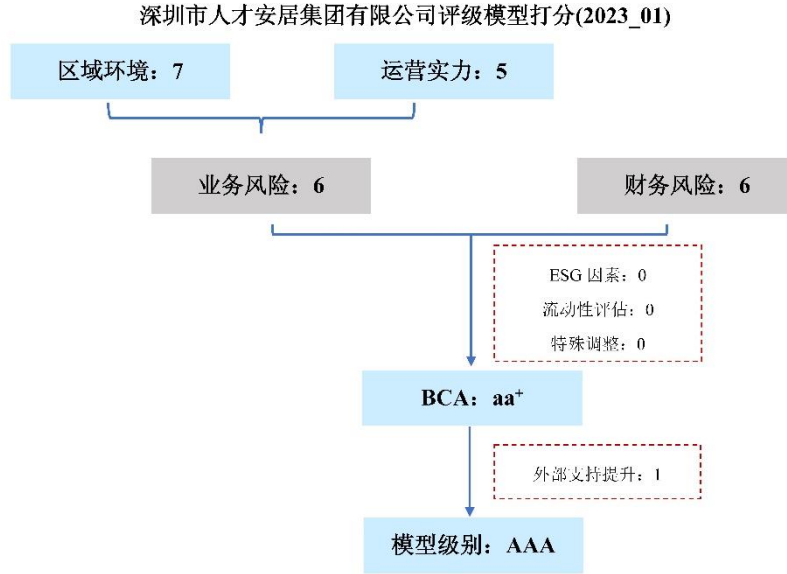 深圳市人才安居集团有限公司评级模型打分(2023_01)
区域环境：7
运营实力：5
业务风险：6
财务风险：6
ESG 因素：0
流动性评估：0
特殊调整：0
BCA：aa⁺
外部支持提升：1
模型级别：AAA